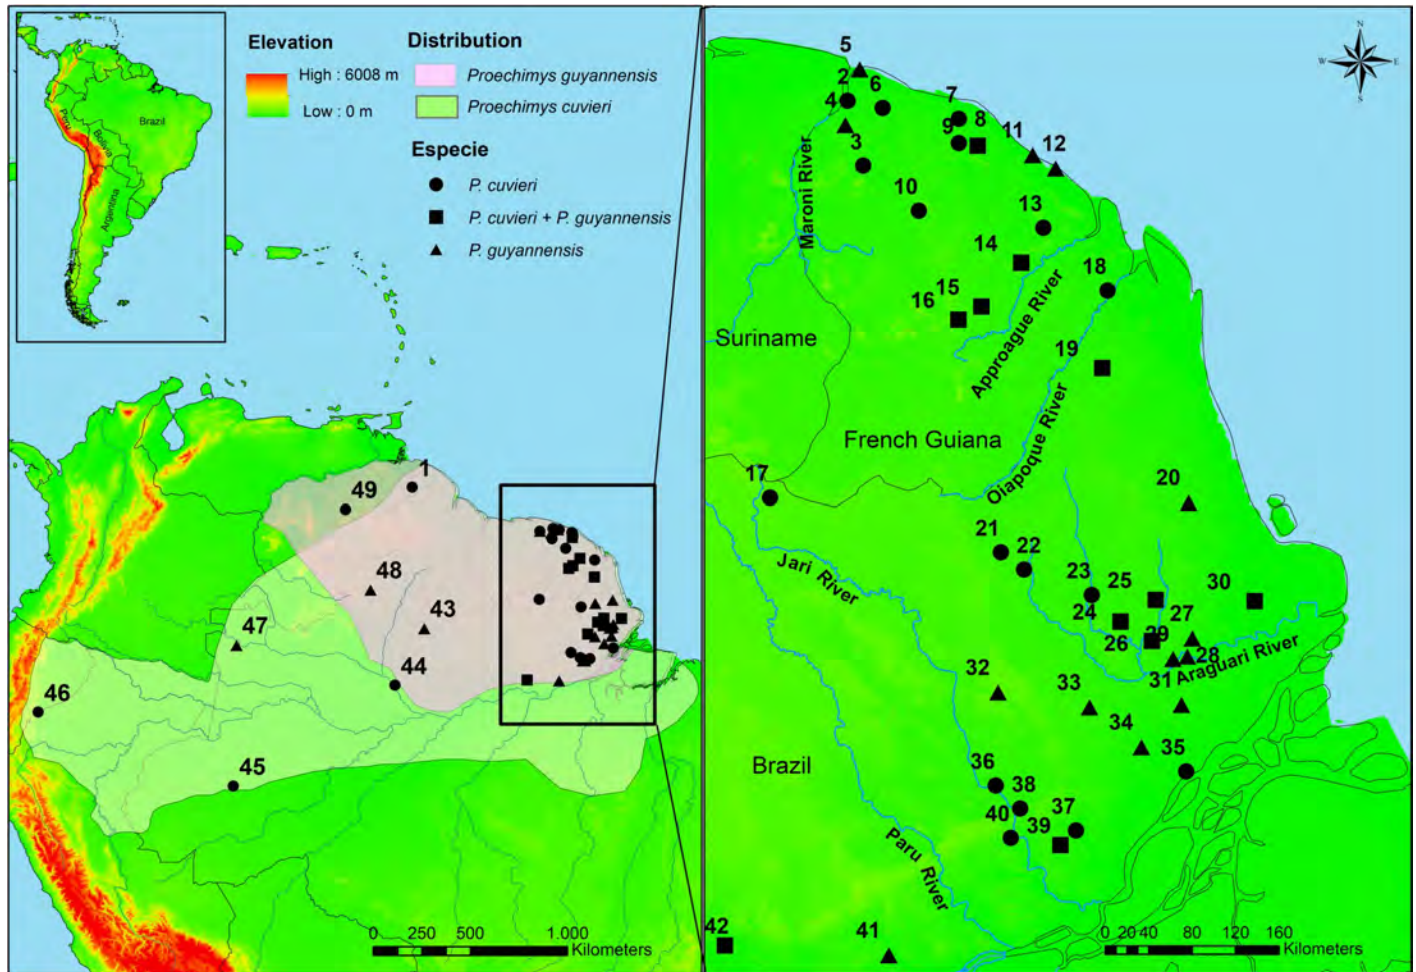 Peru
Bolivia
Brazil
Argentina
Elevation
High : 6008 m
Low : 0 m
Distribution
Proechimys guyannensis
Proechimys cuvieri
Especie
P. cuvieri
P. cuvieri + P. guyannensis
P. guyannensis
1
49
48
43
47
44
46
45
0 250 500 1.000
Kilometers
N
W E
S
5
2
6
4
7
8
9
3
11
12
10
13
Maroni River
14
18
15
16
Approague River
Suriname
19
French Guiana
Oiapoque River
17
20
21
22
Jari River
23
25
30
24
27
29
26
28
Araguari River
31
32
33
34
35
Brazil
36
38
37
40
39
Paru River
42
41
0 20 40 80 120 160
Kilometers